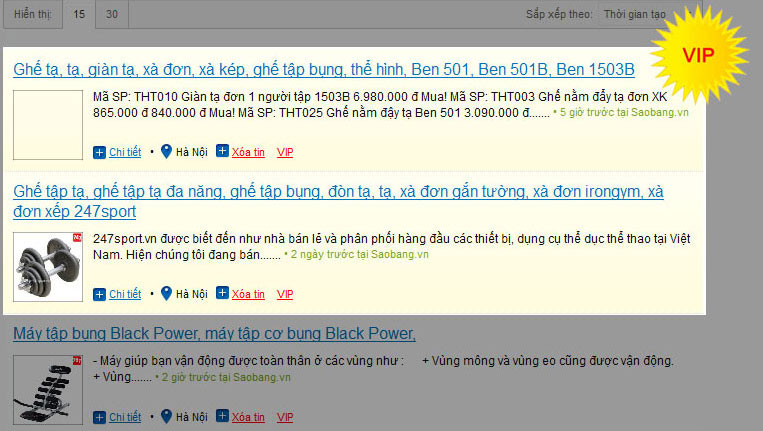 Hiển thị: 15 30 Sắp xếp theo: Thời gian tạo
VIP
Ghế tạ, tạ, giàn tạ, xà đơn, xà kép, ghế tập bụng, thể hình, Ben 501, Ben 501B, Ben 1503B
Mã SP: THT010 Giàn tạ đơn 1 người tập 1503B 6.980.000 đ Mua! Mã SP: THT003 Ghế nằm đẩy tạ đơn XK
865.000 đ 840.000 đ Mua! Mã SP: THT025 Ghế nằm đậy tạ Ben 501 3.090.000 đ....... • 5 giờ trước tại Saobang.vn
Chi tiết • Hà Nội Xóa tin VIP
Ghế tập tạ, ghế tập tạ đa năng, ghế tập bụng, đòn tạ, tạ, xà đơn gắn tường, xà đơn irongym, xà
đơn xếp 247sport
247sport.vn được biết đến như nhà bán lẻ và phân phối hàng đầu các thiết bị, dụng cụ thể dục thể thao tại Việt
Nam. Hiện chúng tôi đang bán....... • 2 ngày trước tại Saobang.vn
Chi tiết • Hà Nội Xóa tin VIP
Máy tập bụng Black Power, máy tập cơ bụng Black Power,
- Máy giúp bạn vận động được toàn thân ở các vùng như : + Vùng mông và vùng eo cũng được vận động.
+ Vùng....... • 2 giờ trước tại Saobang.vn
Chi tiết • Hà Nội Xóa tin VIP